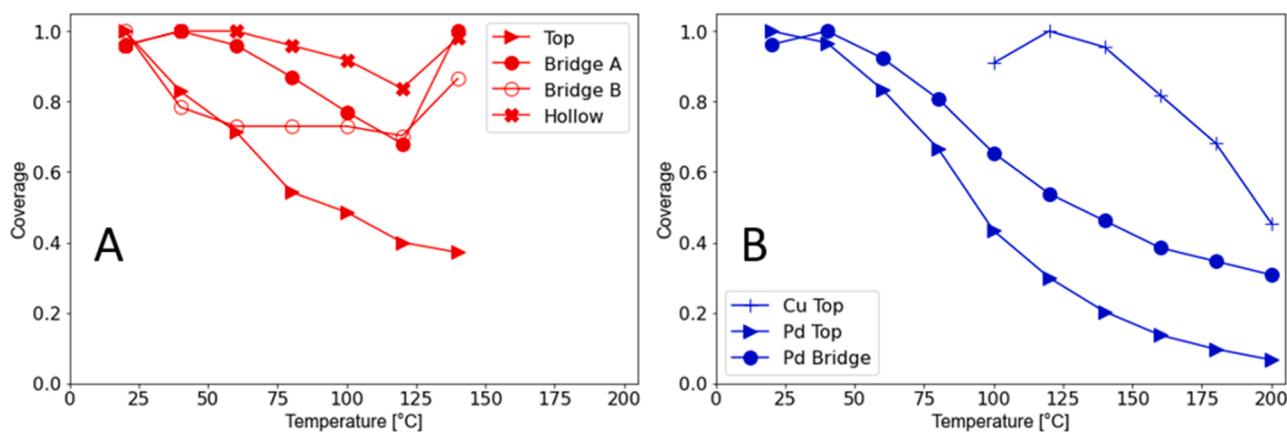 1.0
0.8
0.6
0.4
0.2
0.0
Coverage
A
Top
Bridge A
Bridge B
Hollow
0 25 50 75 100 125 150 175 200
Temperature [°C]
1.0
0.8
0.6
0.4
0.2
0.0
Coverage
B
Cu Top
Pd Top
Pd Bridge
0 25 50 75 100 125 150 175 200
Temperature [°C]